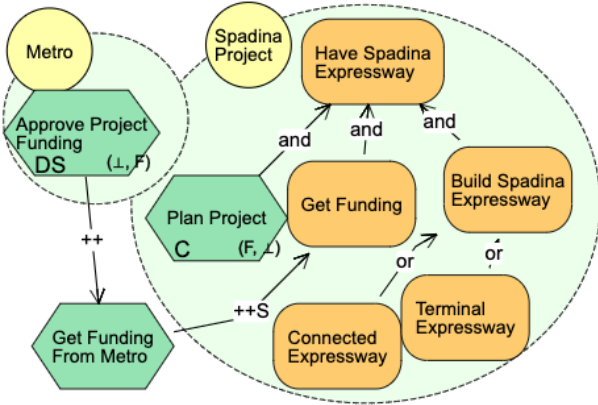 Metro
Spadina
Project
Have Spadina
Expressway
Approve Project
Funding
DS
(⊥, F)
and
and
and
Plan Project
C
(F, ⊥)
Get Funding
Build Spadina
Expressway
++
or
or
++S
Get Funding
From Metro
Connected
Expressway
Terminal
Expressway